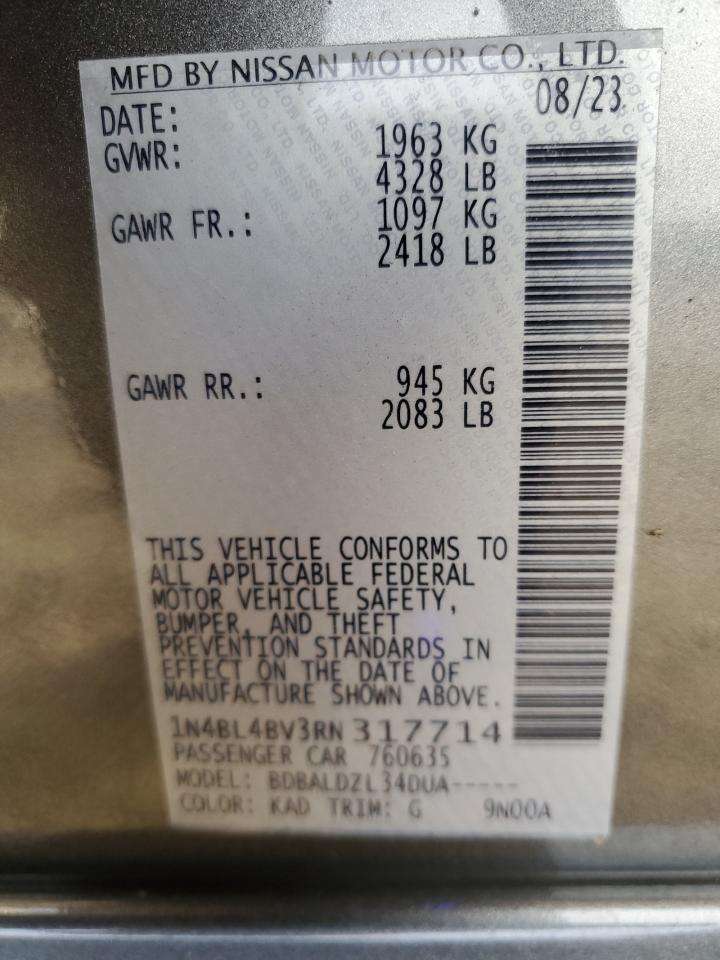 MFD BY NISSAN MOTOR CO., LTD.
DATE: 08/23
GVWR: 1963 KG
4328 LB
GAWR FR.: 1097 KG
2418 LB
GAWR RR.: 945 KG
2083 LB
THIS VEHICLE CONFORMS TO
ALL APPLICABLE FEDERAL
MOTOR VEHICLE SAFETY,
BUMPER, AND THEFT
PREVENTION STANDARDS IN
EFFECT ON THE DATE OF
MANUFACTURE SHOWN ABOVE.
1N4BL4BV3RN317714
PASSENGER CAR 760635
MODEL: BDBALDZL34DUA-----
COLOR: KAD TRIM: G 9N00A